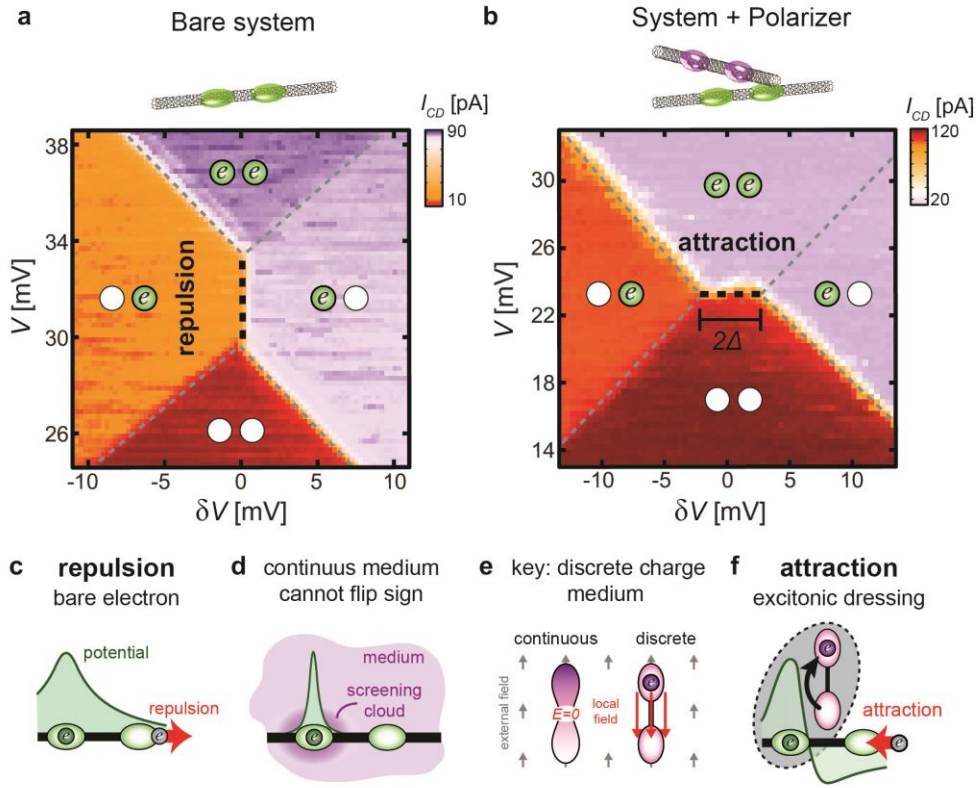 a
Bare system
I_CD [pA]
90
10
38
34
30
26
V [mV]
e e
e
repulsion
e
-10 -5 0 5 10
δV [mV]
b
System + Polarizer
I_CD [pA]
120
20
30
26
22
18
14
V [mV]
e e
attraction
e
e
2Δ
-10 -5 0 5 10
δV [mV]
c repulsion
bare electron
potential
repulsion
e
e
d continuus medium
cannot flip sign
medium
screening
cloud
e
e key: discrete charge
medium
continuous
discrete
external field
E=0
e
local
field
f attraction
excitonic dressing
e
attraction
e
e